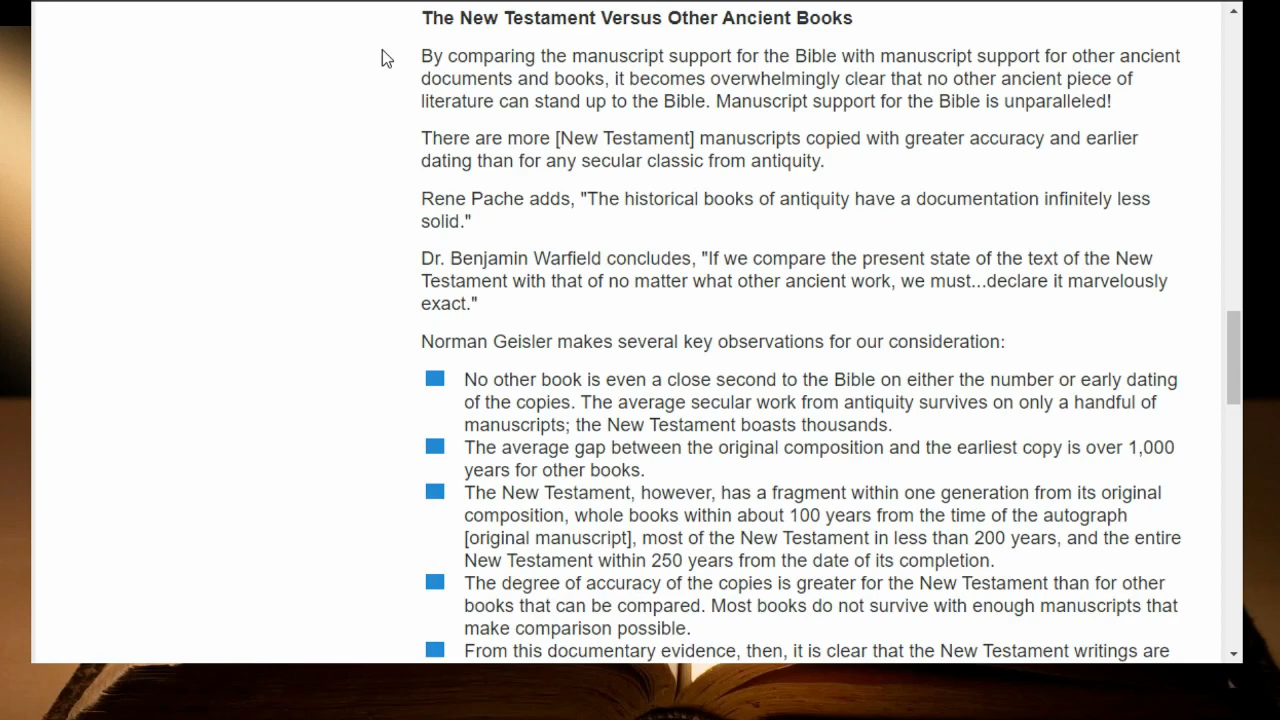 The New Testament Versus Other Ancient Books
By comparing the manuscript support for the Bible with manuscript support for other ancient
documents and books, it becomes overwhelmingly clear that no other ancient piece of
literature can stand up to the Bible. Manuscript support for the Bible is unparalleled!
There are more [New Testament] manuscripts copied with greater accuracy and earlier
dating than for any secular classic from antiquity.
Rene Pache adds, "The historical books of antiquity have a documentation infinitely less
solid."
Dr. Benjamin Warfield concludes, "If we compare the present state of the text of the New
Testament with that of no matter what other ancient work, we must...declare it marvelously
exact."
Norman Geisler makes several key observations for our consideration:
No other book is even a close second to the Bible on either the number or early dating
of the copies. The average secular work from antiquity survives on only a handful of
manuscripts; the New Testament boasts thousands.
The average gap between the original composition and the earliest copy is over 1,000
years for other books.
The New Testament, however, has a fragment within one generation from its original
composition, whole books within about 100 years from the time of the autograph
[original manuscript], most of the New Testament in less than 200 years, and the entire
New Testament within 250 years from the date of its completion.
The degree of accuracy of the copies is greater for the New Testament than for other
books that can be compared. Most books do not survive with enough manuscripts that
make comparison possible.
From this documentary evidence, then, it is clear that the New Testament writings are